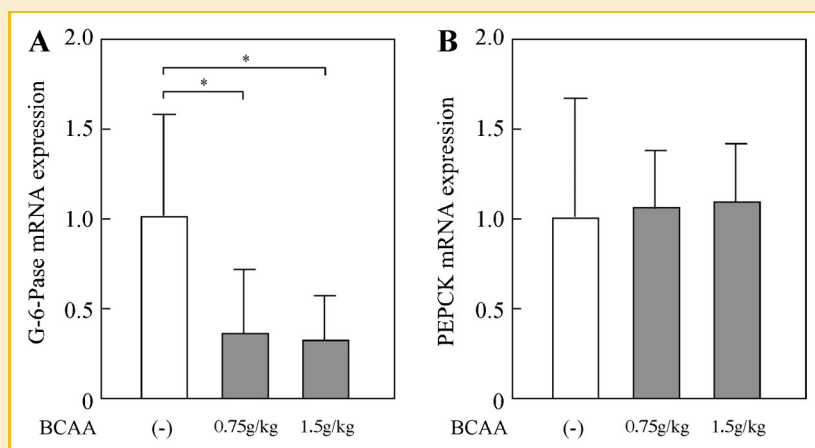 A
G-6-Pase mRNA expression
2.0
1.5
1.0
0.5
0
*
*
BCAA (-) 0.75g/kg 1.5g/kg
B
PEPCK mRNA expression
2.0
1.5
1.0
0.5
0
BCAA (-) 0.75g/kg 1.5g/kg